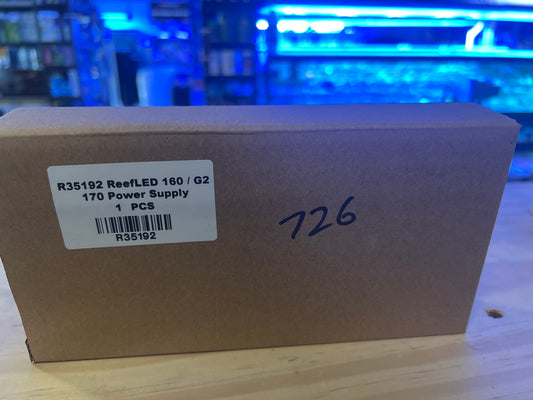 R35192 ReefLED 160 / G2
170 Power Supply
1 PCS
R35192
726